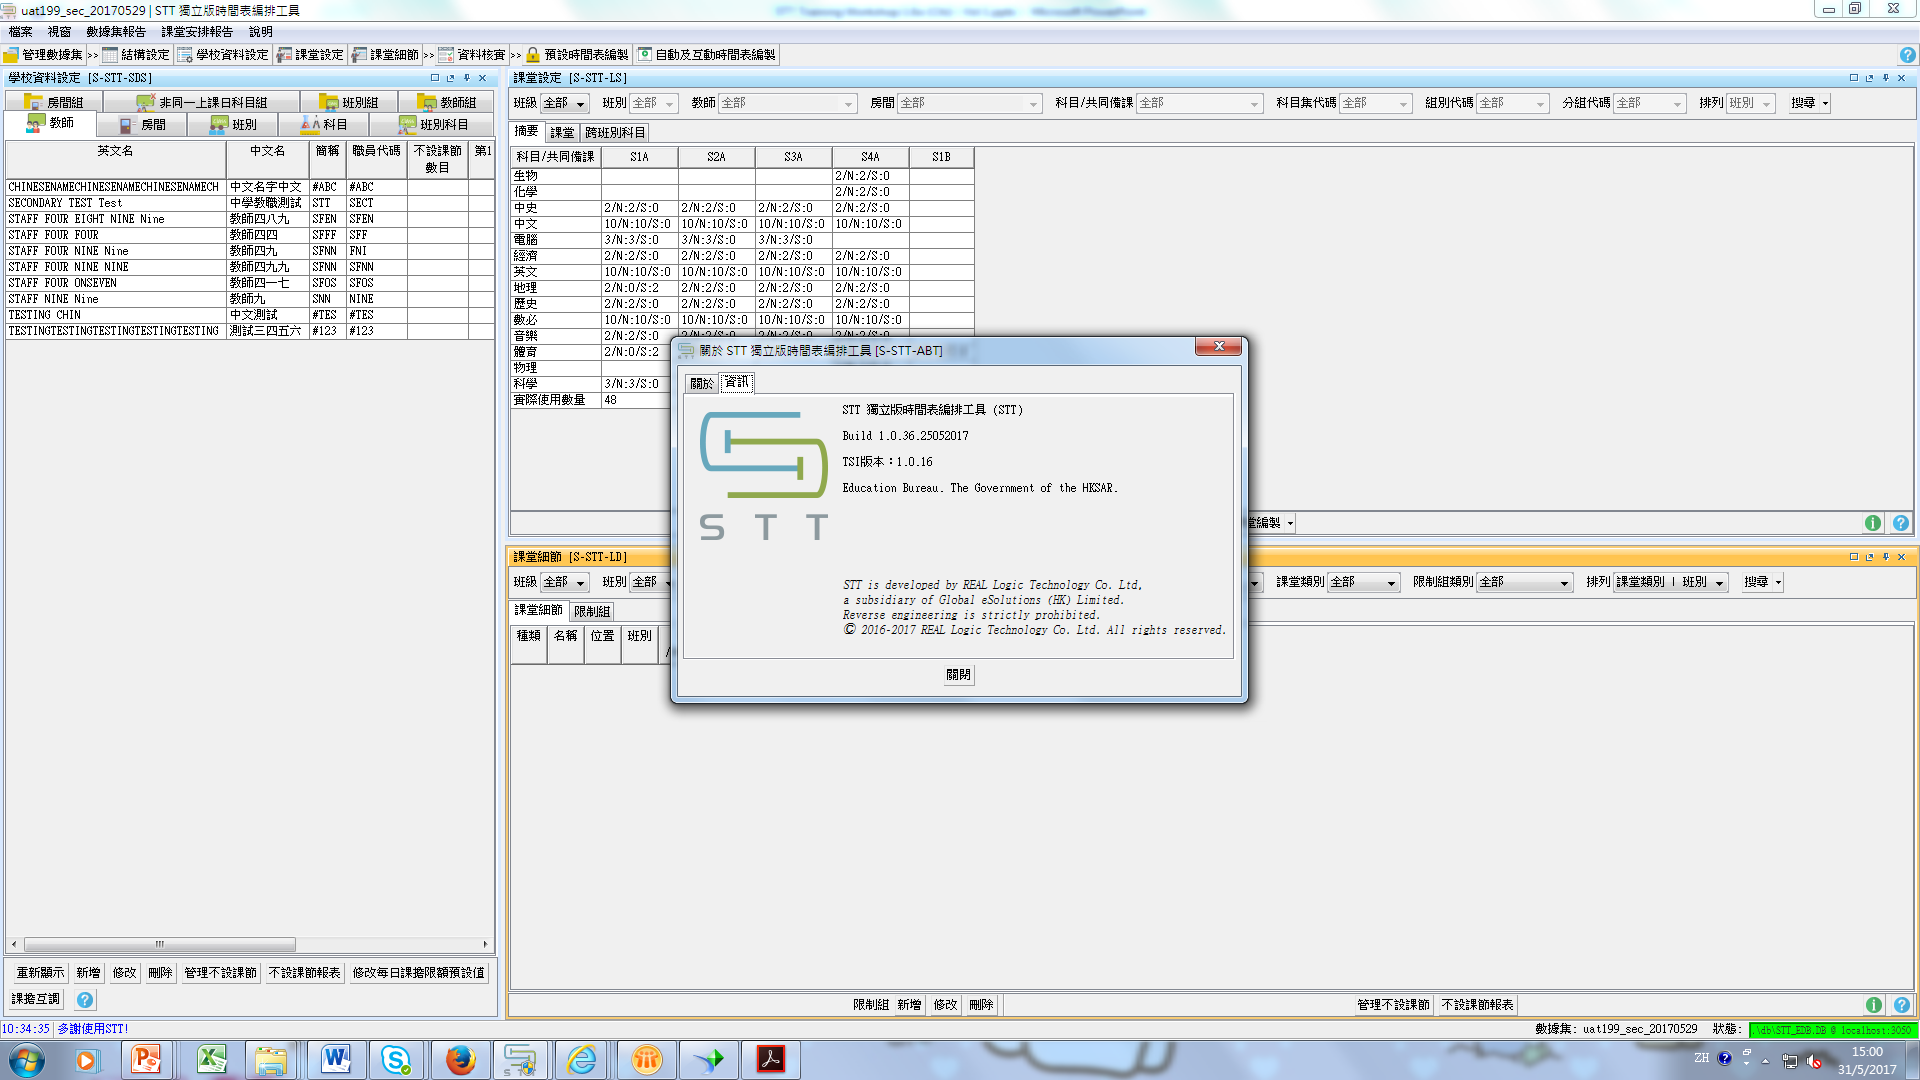 uat199_sec_20170529 | STT 獨立版時間表編排工具
檔案 視窗 數據集報告 課堂安排報告 說明
管理數據集 >> 結構設定 學校資料設定 課堂設定 課堂細節 >> 資料核審 >> 預設時間表編製 自動及互動時間表編製
學校資料設定 [S-STT-SDS]
房間組 非同一上課日科目組 班別組 教師組
教師 房間 班別 科目 班別科目
英文名 中文名 簡稱 職員代碼 不設課節數目 第1
CHINESENAMECHINESENAMECHINESENAMECH 中文名字中文 #ABC #ABC
SECONDARY TEST Test 中學教職測試 STT SECT
STAFF FOUR EIGHT NINE Nine 教師四八九 SFEN SFEN
STAFF FOUR FOUR 教師四四 SFFF SFF
STAFF FOUR NINE Nine 教師四九 SFNN FNI
STAFF FOUR NINE NINE 教師四九九 SFNN SFNN
STAFF FOUR ONSEVEN 教師四一七 SFOS SFOS
STAFF NINE Nine 教師九 SNN NINE
TESTING CHIN 中文測試 #TES #TES
TESTINGTESTINGTESTINGTESTINGTESTING 測試三四五六 #123 #123
重新顯示 新增 修改 刪除 管理不設課節 不設課節報表 修改每日課擔限額預設值
課擔互調
課堂設定 [S-STT-LS]
班級 全部 班別 全部 教師 全部 房間 全部 科目/共同備課 全部 科目集代碼 全部 組別代碼 全部 分組代碼 全部 排列 班別 搜尋
摘要 課堂 跨班別科目
科目/共同備課 S1A S2A S3A S4A S1B
生物 2/N:2/S:0
化學 2/N:2/S:0
中史 2/N:2/S:0 2/N:2/S:0 2/N:2/S:0 2/N:2/S:0
中文 10/N:10/S:0 10/N:10/S:0 10/N:10/S:0 10/N:10/S:0
電腦 3/N:3/S:0 3/N:3/S:0 3/N:3/S:0
經濟 2/N:2/S:0 2/N:2/S:0 2/N:2/S:0 2/N:2/S:0
英文 10/N:10/S:0 10/N:10/S:0 10/N:10/S:0 10/N:10/S:0
地理 2/N:0/S:2 2/N:2/S:0 2/N:2/S:0 2/N:2/S:0
歷史 2/N:2/S:0 2/N:2/S:0 2/N:2/S:0 2/N:2/S:0
數必 10/N:10/S:0 10/N:10/S:0 10/N:10/S:0 10/N:10/S:0
音樂 2/N:2/S:0
體育 2/N:0/S:2
物理
科學 3/N:3/S:0
實際使用數量 48
堂編製
關於 STT 獨立版時間表編排工具 [S-STT-ABT]
關於 資訊
STT
STT 獨立版時間表編排工具 (STT)
Build 1.0.36.25052017
TSI版本：1.0.16
Education Bureau. The Government of the HKSAR.
STT is developed by REAL Logic Technology Co. Ltd,
a subsidiary of Global eSolutions (HK) Limited.
Reverse engineering is strictly prohibited.
© 2016-2017 REAL Logic Technology Co. Ltd. All rights reserved.
關閉
課堂細節 [S-STT-LD]
班級 全部 班別 全部 課堂類別 全部 限制組類別 全部 排列 課堂類別 | 班別 搜尋
課堂細節 限制組
種類 名稱 位置 班別
限制組 新增 修改 刪除 管理不設課節 不設課節報表
10:34:35 多謝使用STT!
數據集: uat199_sec_20170529 狀態: .\db\STT_EDB.DB @ localhost:3050
ZH
15:00
31/5/2017